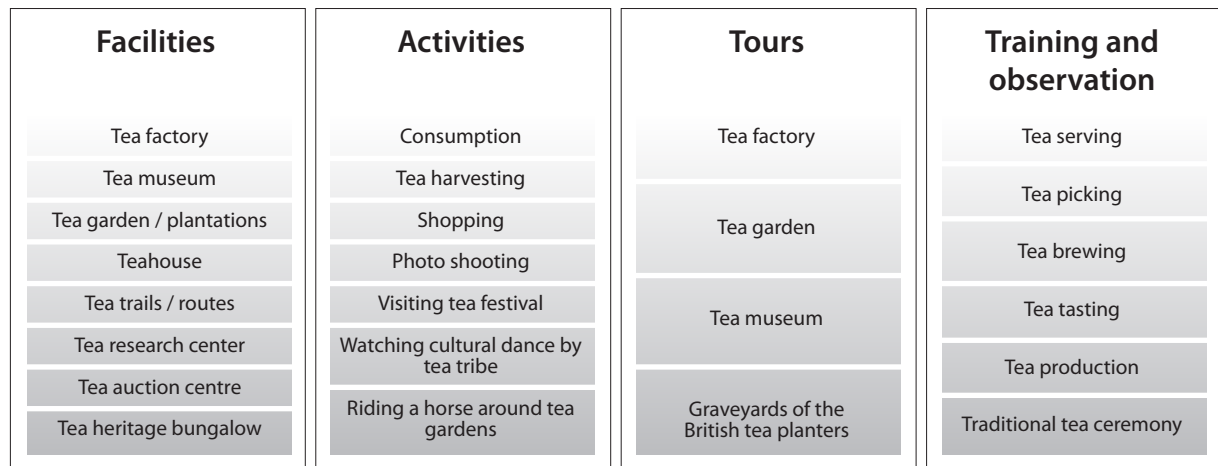 Facilities
Tea factory
Tea museum
Tea garden / plantations
Teahouse
Tea trails / routes
Tea research center
Tea auction centre
Tea heritage bungalow
Activities
Consumption
Tea harvesting
Shopping
Photo shooting
Visiting tea festival
Watching cultural dance by
tea tribe
Riding a horse around tea
gardens
Tours
Tea factory
Tea garden
Tea museum
Graveyards of the
British tea planters
Training and
observation
Tea serving
Tea picking
Tea brewing
Tea tasting
Tea production
Traditional tea ceremony